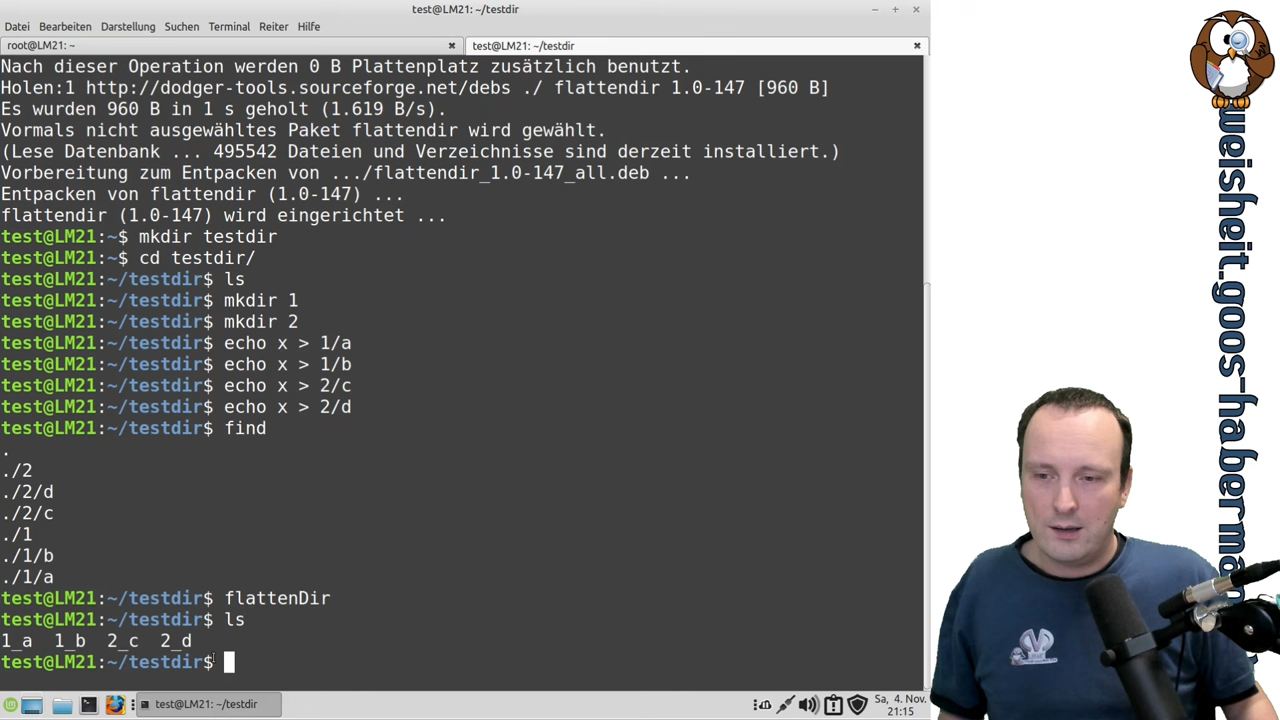 test@LM21: ~/testdir
Datei Bearbeiten Darstellung Suchen Terminal Reiter Hilfe
root@LM21: ~
test@LM21: ~/testdir
Nach dieser Operation werden 0 B Plattenplatz zusätzlich benutzt.
Holen:1 http://dodger-tools.sourceforge.net/debs ./ flattendir 1.0-147 [960 B]
Es wurden 960 B in 1 s geholt (1.619 B/s).
Vormals nicht ausgewähltes Paket flattendir wird gewählt.
(Lese Datenbank ... 495542 Dateien und Verzeichnisse sind derzeit installiert.)
Vorbereitung zum Entpacken von .../flattendir_1.0-147_all.deb ...
Entpacken von flattendir (1.0-147) ...
flattendir (1.0-147) wird eingerichtet ...
test@LM21:~$ mkdir testdir
test@LM21:~$ cd testdir/
test@LM21:~/testdir$ ls
test@LM21:~/testdir$ mkdir 1
test@LM21:~/testdir$ mkdir 2
test@LM21:~/testdir$ echo x > 1/a
test@LM21:~/testdir$ echo x > 1/b
test@LM21:~/testdir$ echo x > 2/c
test@LM21:~/testdir$ echo x > 2/d
test@LM21:~/testdir$ find
.
./2
./2/d
./2/c
./1
./1/b
./1/a
test@LM21:~/testdir$ flattenDir
test@LM21:~/testdir$ ls
1_a 1_b 2_c 2_d
test@LM21:~/testdir$
test@LM21: ~/testdir
Sa, 4. Nov.
21:15
weisheit.goos-haberman